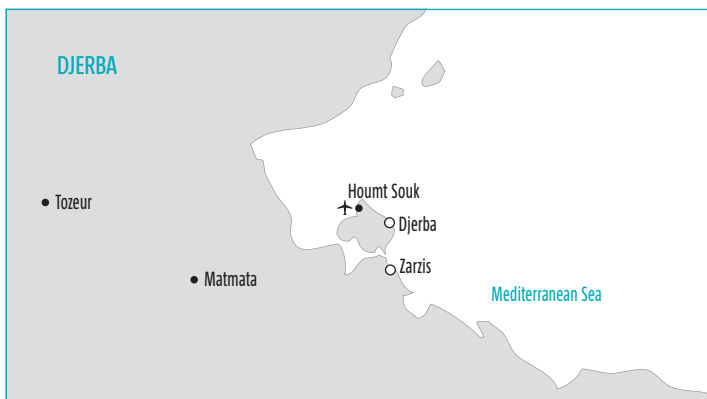 DJERBA
Houmt Souk
Tozeur
Djerba
Zarzis
Matmata
Mediterranean Sea